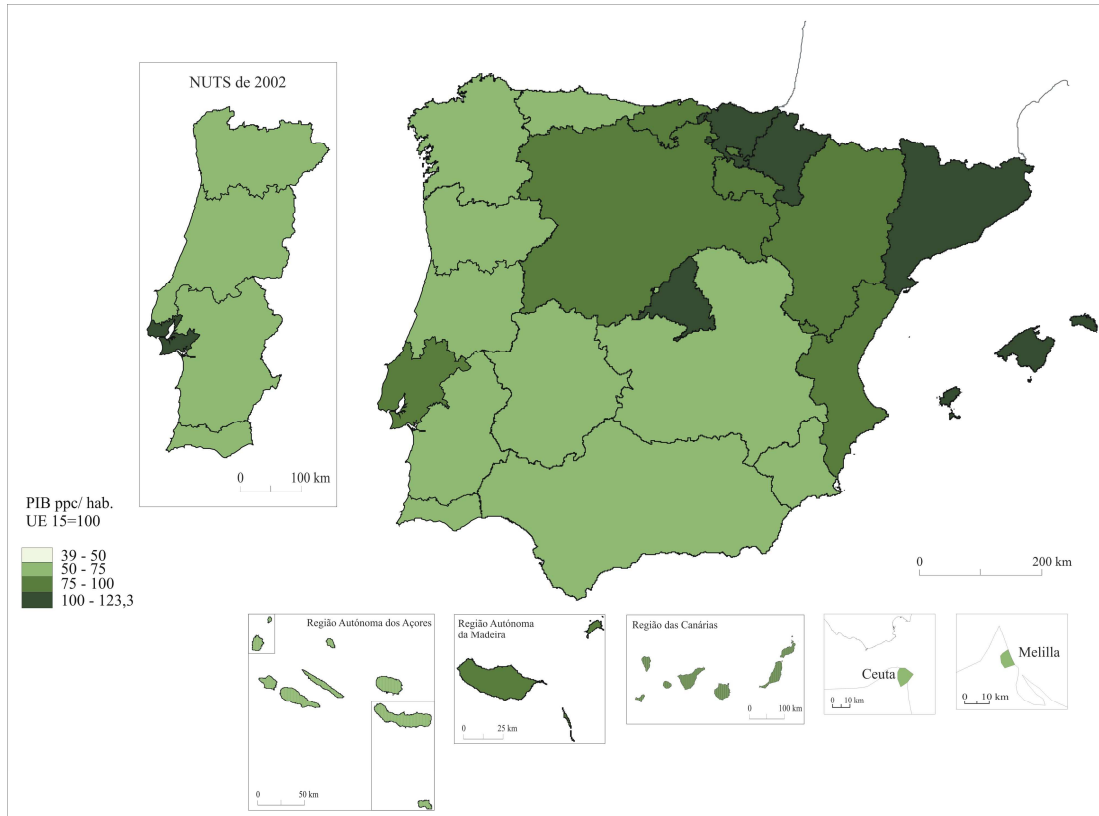 NUTS de 2002
0 100 km
PIB ppc/ hab.
UE 15=100
39 - 50
50 - 75
75 - 100
100 - 123,3
0 200 km
Região Autónoma dos Açores
0 50 km
Região Autónoma
da Madeira
0 25 km
Região das Canárias
0 100 km
Ceuta
0 10 km
Melilla
0 10 km